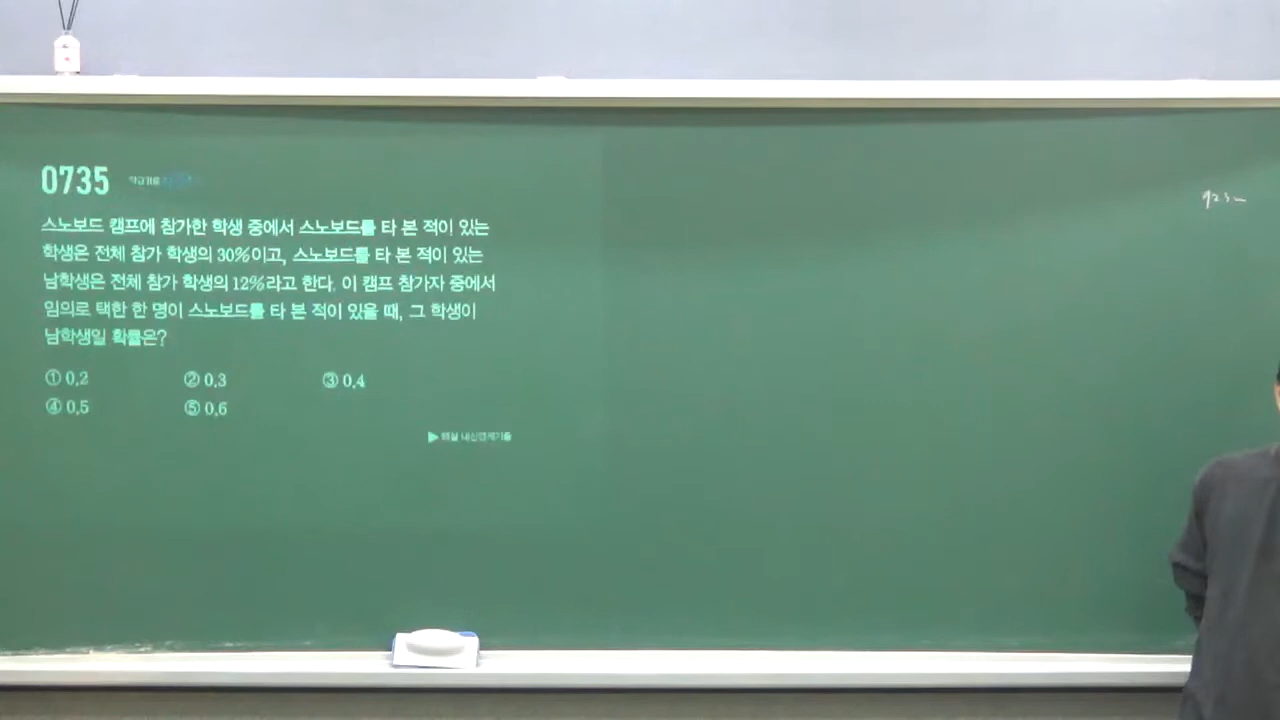 0735
스노보드 캠프에 참가한 학생 중에서 스노보드를 타 본 적이 있는
학생은 전체 참가 학생의 30%이고, 스노보드를 타 본 적이 있는
남학생은 전체 참가 학생의 12%라고 한다. 이 캠프 참가자 중에서
임의로 택한 한 명이 스노보드를 타 본 적이 있을 때, 그 학생이
남학생일 확률은?
① 0.2 ② 0.3 ③ 0.4
④ 0.5 ⑤ 0.6